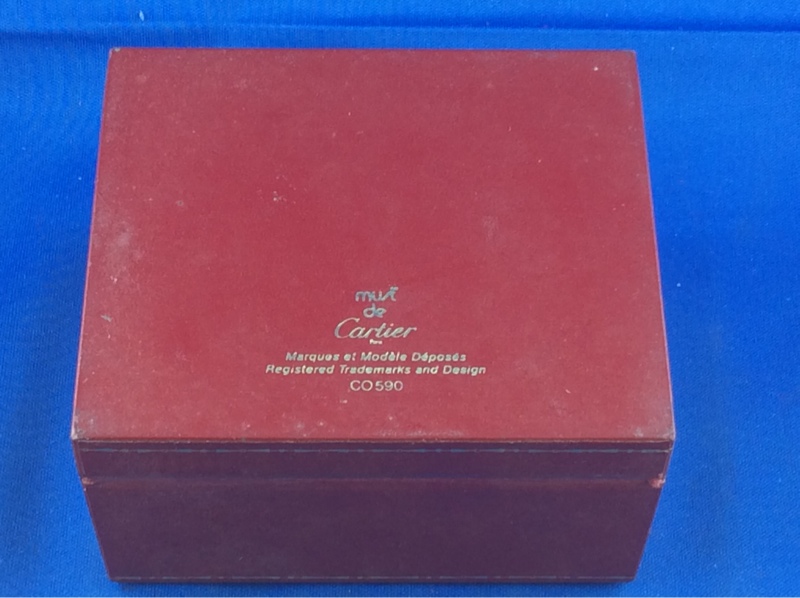 must
de
Cartier
Paris
Marques et Modèle Déposés
Registered Trademarks and Design
CO590